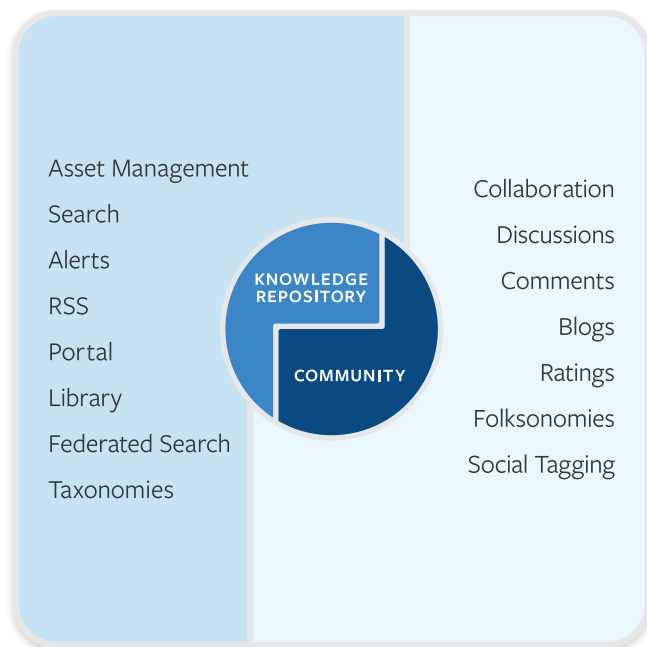 Asset Management
Search
Alerts
RSS
Portal
Library
Federated Search
Taxonomies
KNOWLEDGE
REPOSITORY
COMMUNITY
Collaboration
Discussions
Comments
Blogs
Ratings
Folksonomies
Social Tagging